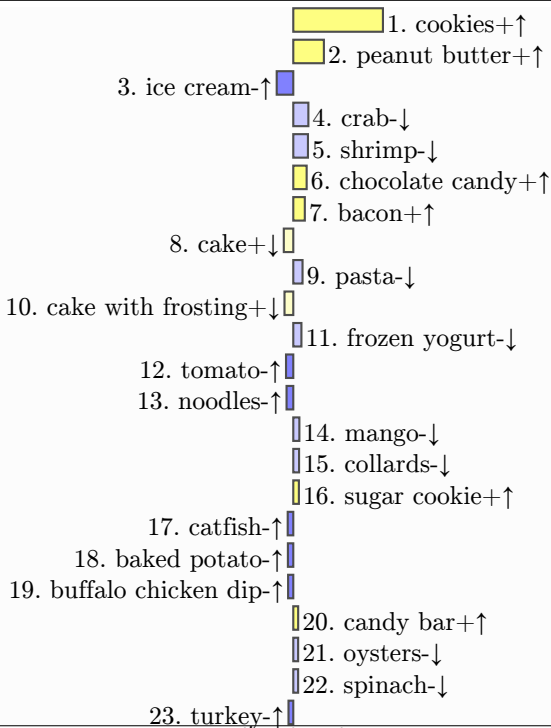 1. cookies+↑
2. peanut butter+↑
3. ice cream-↑
4. crab-↓
5. shrimp-↓
6. chocolate candy+↑
7. bacon+↑
8. cake+↓
9. pasta-↓
10. cake with frosting+↓
11. frozen yogurt-↓
12. tomato-↑
13. noodles-↑
14. mango-↓
15. collards-↓
16. sugar cookie+↑
17. catfish-↑
18. baked potato-↑
19. buffalo chicken dip-↑
20. candy bar+↑
21. oysters-↓
22. spinach-↓
23. turkey-↑